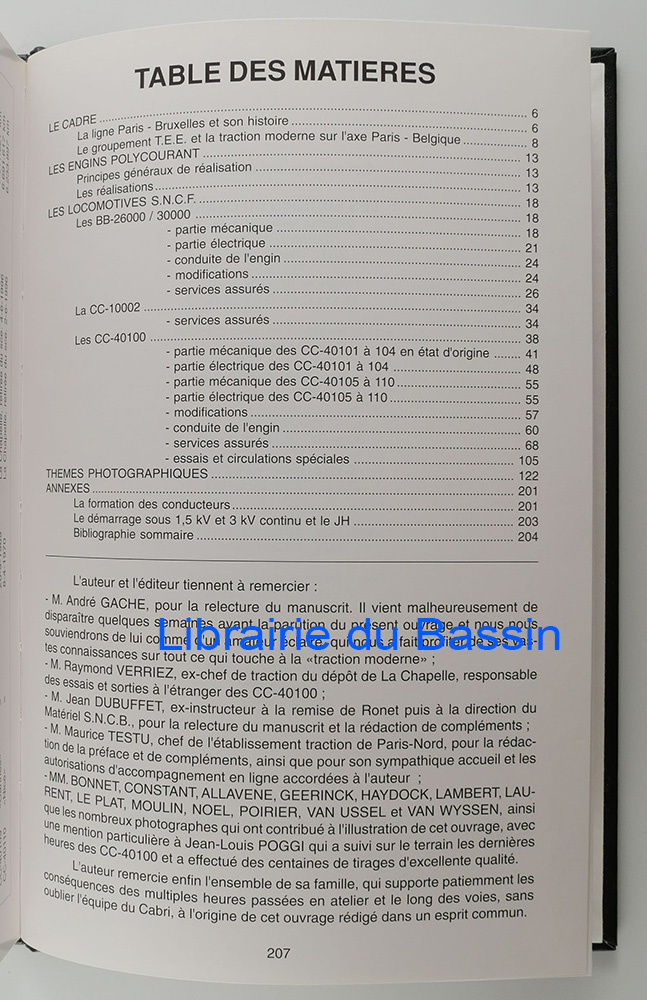 TABLE DES MATIERES
LE CADRE ........ 6
La ligne Paris - Bruxelles et son histoire ........ 6
Le groupement T.E.E. et la traction moderne sur l'axe Paris - Belgique ........ 8
LES ENGINS POLYCOURANT ........ 13
Principes généraux de réalisation ........ 13
Les réalisations ........ 13
LES LOCOMOTIVES S.N.C.F. ........ 18
Les BB-26000 / 30000 ........ 18
- partie mécanique ........ 18
- partie électrique ........ 21
- conduite de l'engin ........ 24
- modifications ........ 24
- services assurés ........ 26
La CC-10002 ........ 34
- services assurés ........ 34
Les CC-40100 ........ 38
- partie mécanique des CC-40101 à 104 en état d'origine ........ 41
- partie électrique des CC-40101 à 104 ........ 48
- partie mécanique des CC-40105 à 110 ........ 55
- partie électrique des CC-40105 à 110 ........ 55
- modifications ........ 57
- conduite de l'engin ........ 60
- services assurés ........ 68
- essais et circulations spéciales ........ 105
THEMES PHOTOGRAPHIQUES ........ 122
ANNEXES ........ 201
La formation des conducteurs ........ 201
Le démarrage sous 1,5 kV et 3 kV continu et le JH ........ 203
Bibliographie sommaire ........ 204
L'auteur et l'éditeur tiennent à remercier :
- M. André GACHE, pour la relecture du manuscrit. Il vient malheureusement de
disparaître quelques semaines avant la parution du présent ouvrage et nous nous
souviendrons de lui comme d'un amateur éclairé, qui nous a fait profiter de ses vas-
tes connaissances sur tout ce qui touche à la «traction moderne» ;
- M. Raymond VERRIEZ, ex-chef de traction du dépôt de La Chapelle, responsable
des essais et sorties à l'étranger des CC-40100 ;
- M. Jean DUBUFFET, ex-instructeur à la remise de Ronet puis à la direction du
Matériel S.N.C.B., pour la relecture du manuscrit et la rédaction de compléments ;
- M. Maurice TESTU, chef de l'établissement traction de Paris-Nord, pour la rédac-
tion de la préface et de compléments, ainsi que pour son sympathique accueil et les
autorisations d'accompagnement en ligne accordées à l'auteur ;
- MM. BONNET, CONSTANT, ALLAVENE, GEERINCK, HAYDOCK, LAMBERT, LAU-
RENT, LE PLAT, MOULIN, NOEL, POIRIER, VAN USSEL et VAN WYSSEN, ainsi
que les nombreux photographes qui ont contribué à l'illustration de cet ouvrage, avec
une mention particulière à Jean-Louis POGGI qui a suivi sur le terrain les dernières
heures des CC-40100 et a effectué des centaines de tirages d'excellente qualité.
L'auteur remercie enfin l'ensemble de sa famille, qui supporte patiemment les
conséquences des multiples heures passées en atelier et le long des voies, sans
oublier l'équipe du Cabri, à l'origine de cet ouvrage rédigé dans un esprit commun.
207
Librairie du Bassin